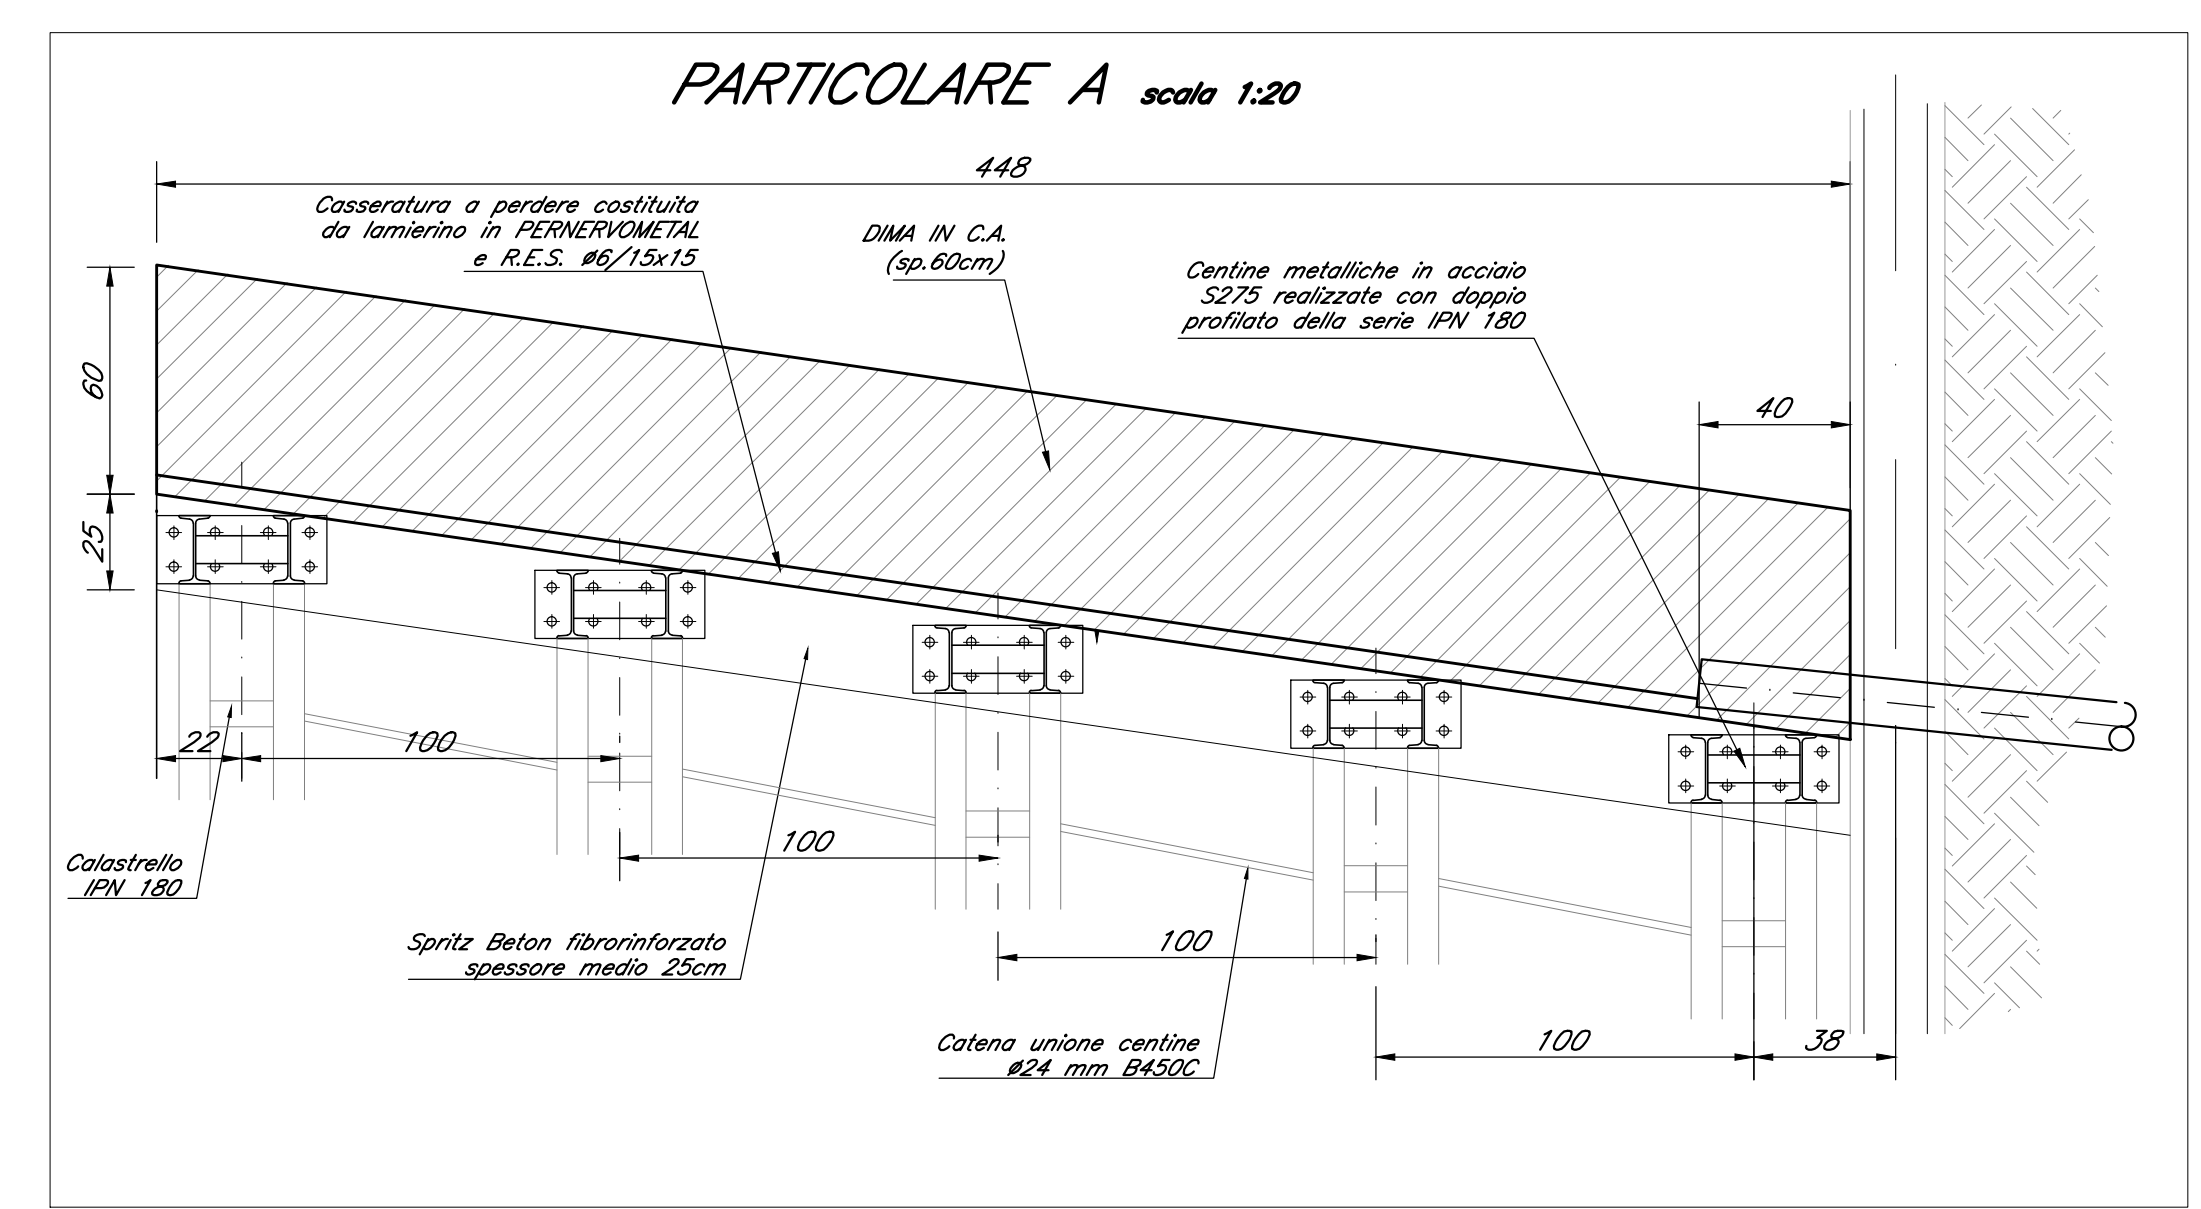 PARTICOLARE A scala 1:20
448
Casseratura a perdere costituita
da lamierino in PERNERVOMETAL
e R.E.S. ø6/15x15
DIMA IN C.A.
(sp.60cm)
Centine metalliche in acciaio
S275 realizzate con doppio
profilato della serie IPN 180
60
40
25
22
100
100
Calastrello
IPN 180
Spritz Beton fibrorinforzato
spessore medio 25cm
100
Catena unione centine
ø24 mm B450C
100
38